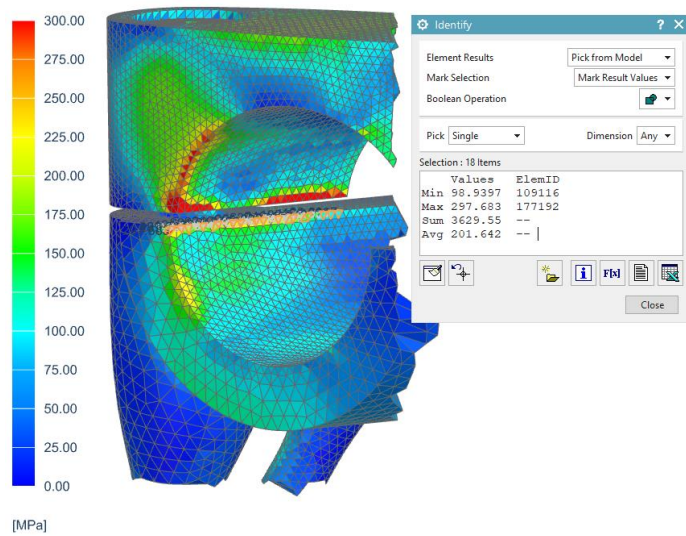 300.00
275.00
250.00
225.00
200.00
175.00
150.00
125.00
100.00
75.00
50.00
25.00
0.00
[MPa]
Identify ? X
Element Results Pick from Model
Mark Selection Mark Result Values
Boolean Operation
Pick Single Dimension Any
Selection : 18 Items
Values ElemID
Min 98.9397 109116
Max 297.683 177192
Sum 3629.55 --
Avg 201.642 --
i F[x]
Close